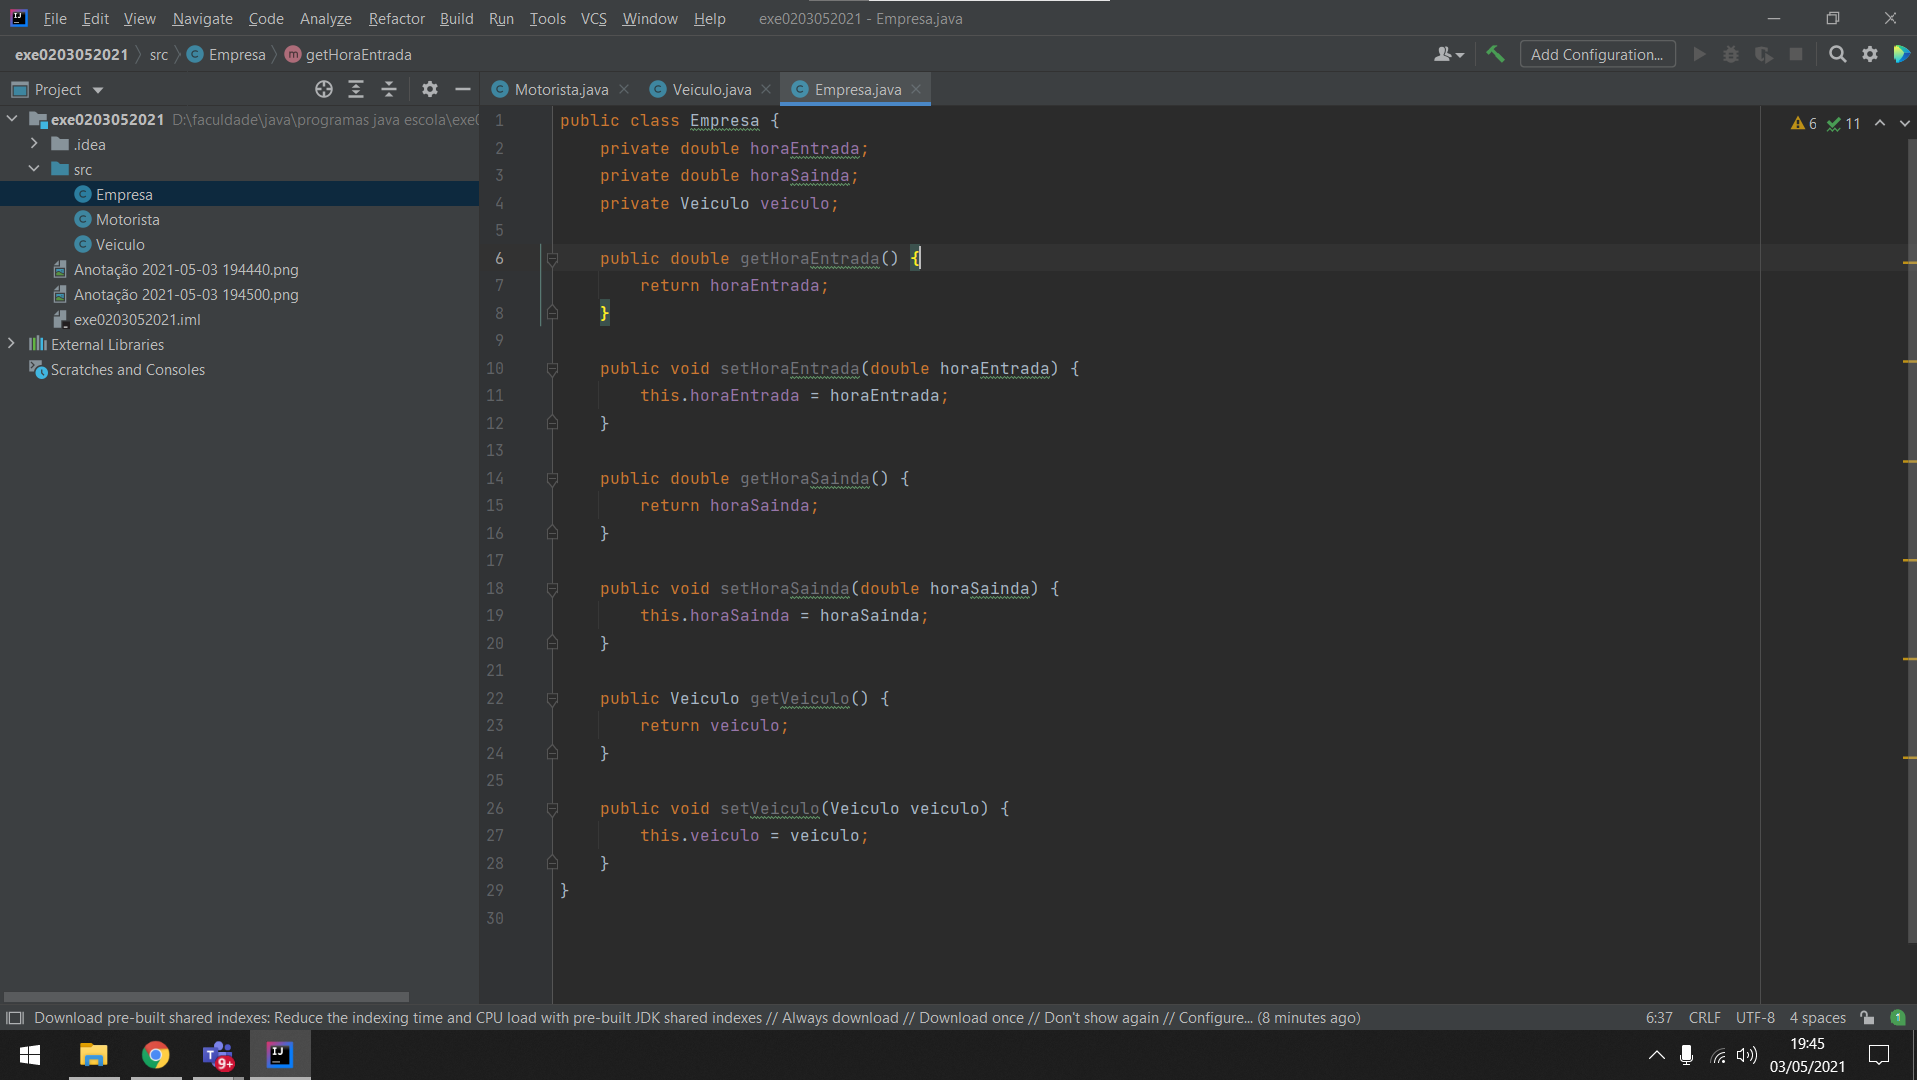 File Edit View Navigate Code Analyze Refactor Build Run Tools VCS Window Help exe0203052021 - Empresa.java
exe0203052021 src Empresa getHoraEntrada Add Configuration...
Project Motorista.java Veiculo.java Empresa.java
exe0203052021 D:\faculdade\java\programas java escola\exe0
.idea
src
Empresa
Motorista
Veiculo
Anotação 2021-05-03 194440.png
Anotação 2021-05-03 194500.png
exe0203052021.iml
External Libraries
Scratches and Consoles
6 11
1 public class Empresa {
2 private double horaEntrada;
3 private double horaSainda;
4 private Veiculo veiculo;
5
6 public double getHoraEntrada() {
7 return horaEntrada;
8 }
9
10 public void setHoraEntrada(double horaEntrada) {
11 this.horaEntrada = horaEntrada;
12 }
13
14 public double getHoraSainda() {
15 return horaSainda;
16 }
17
18 public void setHoraSainda(double horaSainda) {
19 this.horaSainda = horaSainda;
20 }
21
22 public Veiculo getVeiculo() {
23 return veiculo;
24 }
25
26 public void setVeiculo(Veiculo veiculo) {
27 this.veiculo = veiculo;
28 }
29 }
30
Download pre-built shared indexes: Reduce the indexing time and CPU load with pre-built JDK shared indexes // Always download // Download once // Don't show again // Configure... (8 minutes ago) 6:37 CRLF UTF-8 4 spaces 1
T 9+ IJ
19:45
03/05/2021